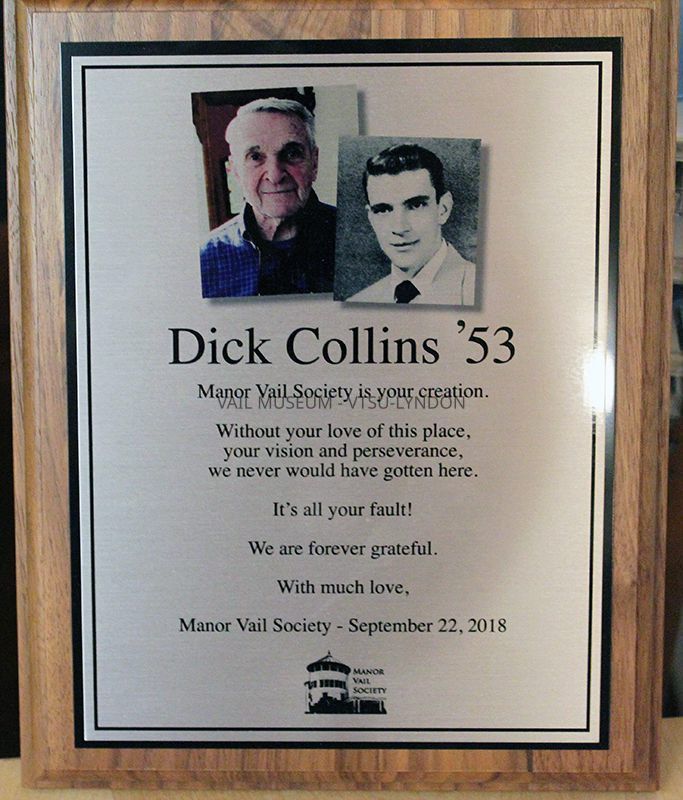 Dick Collins ’53
Manor Vail Society is your creation.
VAIL MUSEUM - VTSU-LYNDON
Without your love of this place,
your vision and perseverance,
we never would have gotten here.
It’s all your fault!
We are forever grateful.
With much love,
Manor Vail Society - September 22, 2018
MANOR
VAIL
SOCIETY